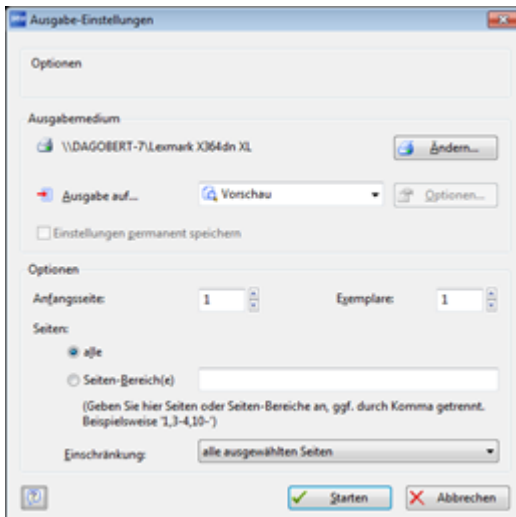 Ausgabe-Einstellungen
Optionen
Ausgabemedium
\\DAGOBERT-7\Lexmark X364dn XL
Ändern...
Ausgabe auf...
Vorschau
Optionen...
Einstellungen permanent speichern
Optionen
Anfangsseite:
1
Exemplare:
1
Seiten:
alle
Seiten-Bereich(e)
(Geben Sie hier Seiten oder Seiten-Bereiche an, ggf. durch Komma getrennt.
Beispielsweise '1,3-4,10-')
Einschränkung:
alle ausgewählten Seiten
Starten
Abbrechen